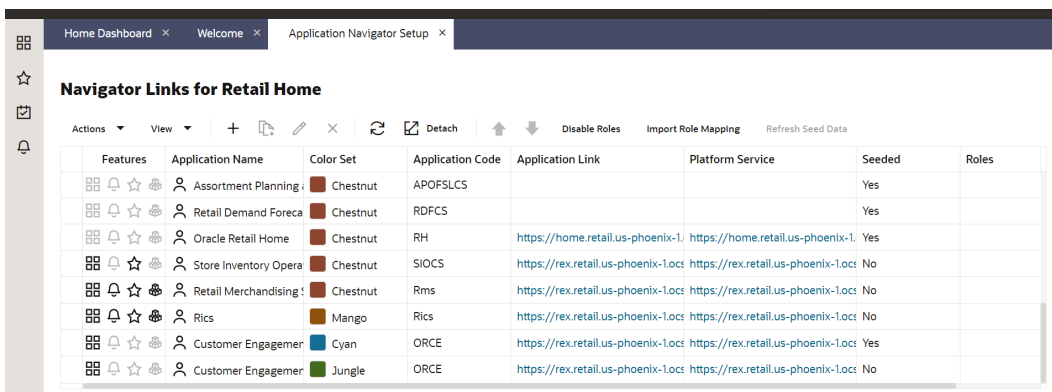 Home Dashboard × Welcome × Application Navigator Setup ×
Navigator Links for Retail Home
Actions View Detach Disable Roles Import Role Mapping Refresh Seed Data
Features Application Name Color Set Application Code Application Link Platform Service Seeded Roles
Assortment Planning Chestnut APOFSLCS Yes
Retail Demand Foreca Chestnut RDFCS Yes
Oracle Retail Home Chestnut RH https://home.retail.us-phoenix-1. https://home.retail.us-phoenix-1. Yes
Store Inventory Opera Chestnut SIOCS https://rex.retail.us-phoenix-1.ocs https://rex.retail.us-phoenix-1.ocs No
Retail Merchandising Chestnut Rms https://rex.retail.us-phoenix-1.ocs https://rex.retail.us-phoenix-1.ocs No
Rics Mango Rics https://rex.retail.us-phoenix-1.ocs https://rex.retail.us-phoenix-1.ocs No
Customer Engagemen Cyan ORCE https://rex.retail.us-phoenix-1.ocs https://rex.retail.us-phoenix-1.ocs Yes
Customer Engagemen Jungle ORCE https://rex.retail.us-phoenix-1.ocs https://rex.retail.us-phoenix-1.ocs No